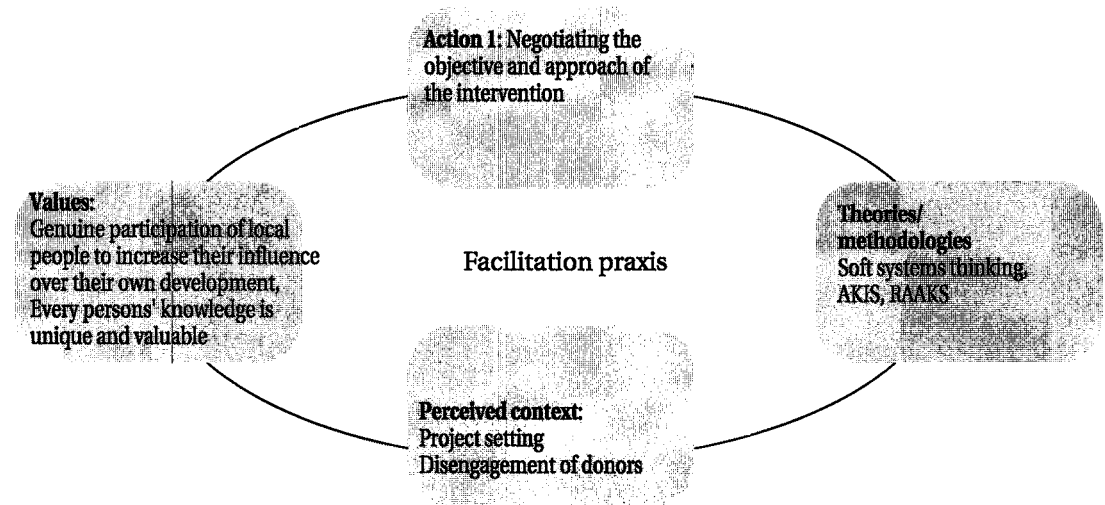 Action 1: Negotiating the
objective and approach of
the intervention
Values:
Genuine participation of local
people to increase their influence
over their own development,
Every persons' knowledge is
unique and valuable
Facilitation praxis
Theories/
methodologies
Soft systems thinking,
AKIS, RAAKS
Perceived context:
Project setting
Disengagement of donors